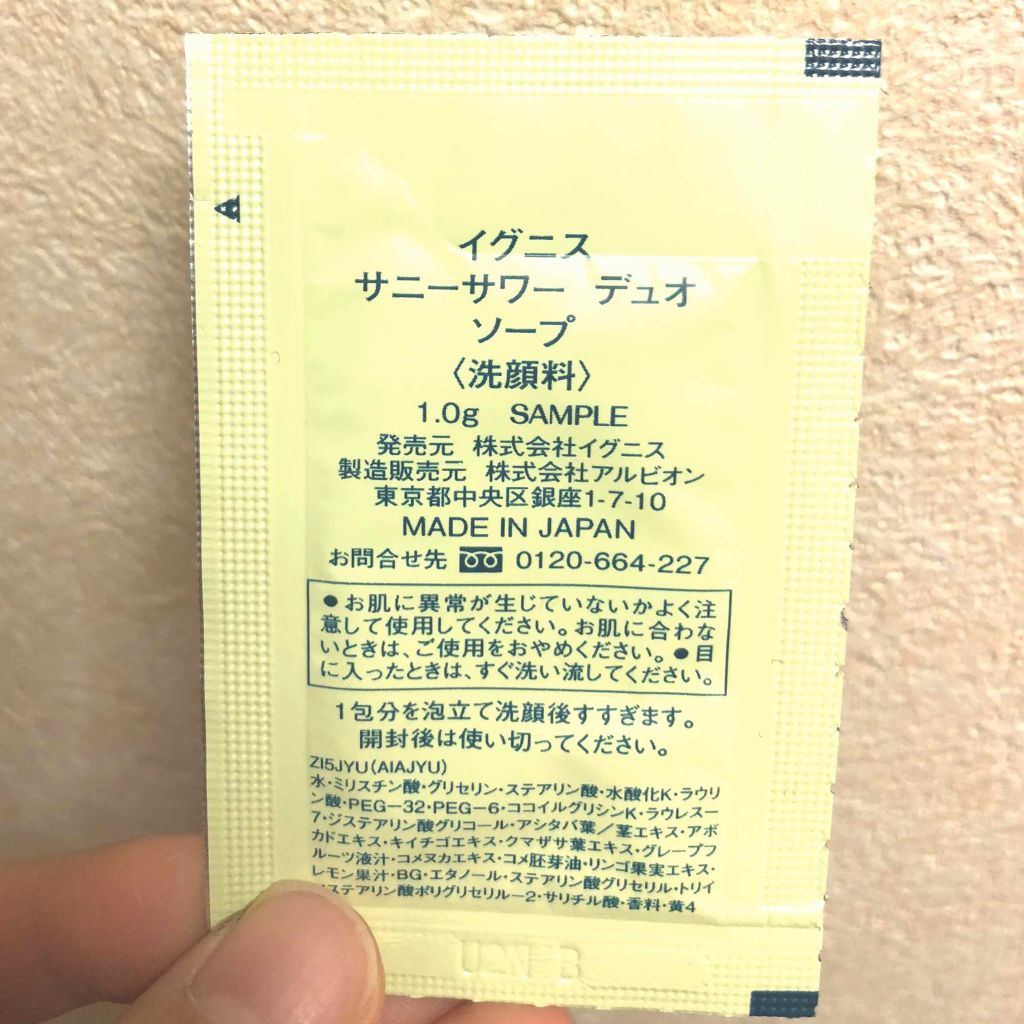 イグニス
サニーサワー デュオ
ソープ
〈洗顔料〉
1.0g SAMPLE
発売元 株式会社イグニス
製造販売元 株式会社アルビオン
東京都中央区銀座1-7-10
MADE IN JAPAN
お問合せ先 0120-664-227
●お肌に異常が生じていないかよく注
意して使用してください。お肌に合わな
いときは、ご使用をおやめください。●目
に入ったときは、すぐ洗い流してください。
1包分を泡立て洗顔後すすぎます。
開封後は使い切ってください。
ZI5JYU(AIAJYU)
水・ミリスチン酸・グリセリン・ステアリン酸・水酸化K・ラウリ
ン酸・PEG-32・PEG-6・ココイルグリシンK・ラウレス-
7・ジステアリン酸グリコール・アシタバ葉/茎エキス・アボ
カドエキス・キイチゴエキス・クマザサ葉エキス・グレープフ
ルーツ液汁・コメヌカエキス・コメ胚芽油・リンゴ果実エキス・
レモン果汁・BG・エタノール・ステアリン酸グリセリル・トリイ
ステアリン酸ポリグリセリル-2・サリチル酸・香料・黄4